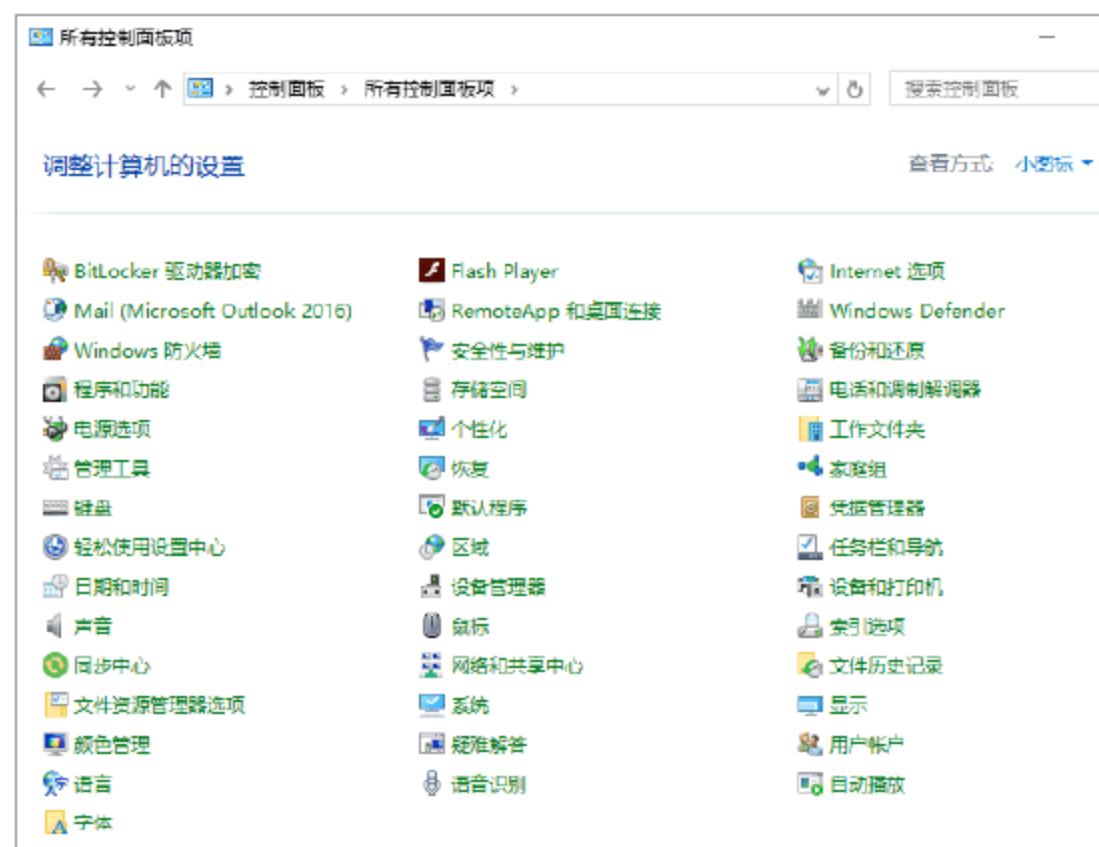 所有控制面板项
控制面板 所有控制面板项 搜索控制面板
调整计算机的设置 查看方式: 小图标
BitLocker 驱动器加密 Flash Player Internet 选项
Mail (Microsoft Outlook 2016) RemoteApp 和桌面连接 Windows Defender
Windows 防火墙 安全性与维护 备份和还原
程序和功能 存储空间 电话和调制解调器
电源选项 个性化 工作文件夹
管理工具 恢复 家庭组
键盘 默认程序 凭据管理器
轻松使用设置中心 区域 任务栏和导航
日期和时间 设备管理器 设备和打印机
声音 鼠标 索引选项
同步中心 网络和共享中心 文件历史记录
文件资源管理器选项 系统 显示
颜色管理 疑难解答 用户帐户
语言 语音识别 自动播放
字体